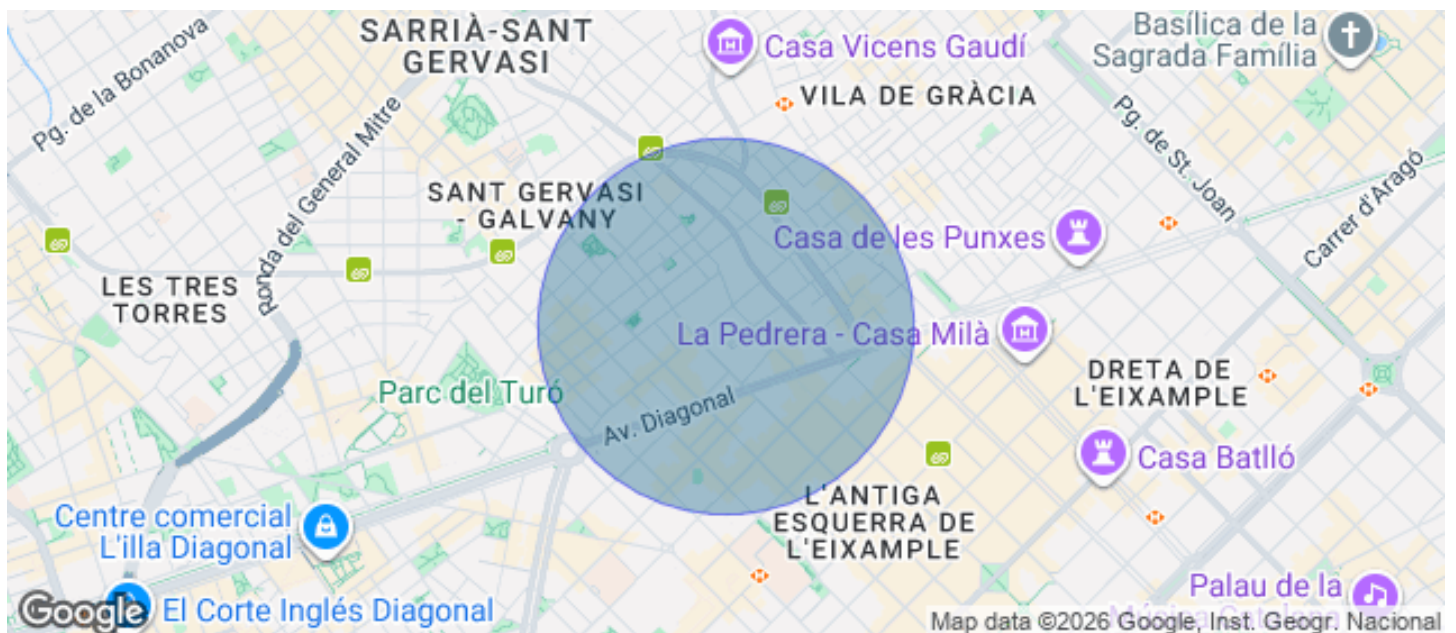 SARRIÀ-SANT
GERVASI
Pg. de la Bonanova
Ronda del General Mitre
Casa Vicens Gaudí
VILA DE GRÀCIA
Basílica de la
Sagrada Família
Pg. de St. Joan
Carrer d'Aragó
SANT GERVASI
- GALVANY
Casa de les Punxes
LES TRES
TORRES
La Pedrera - Casa Milà
Parc del Turó
Av. Diagonal
DRETA DE
L'EIXAMPLE
Casa Batlló
L'ANTIGA
ESQUERRA DE
L'EIXAMPLE
Centre comercial
L'illa Diagonal
El Corte Inglés Diagonal
Palau de la
Música Catalana
Google
Map data ©2026 Google, Inst. Geogr. Nacional